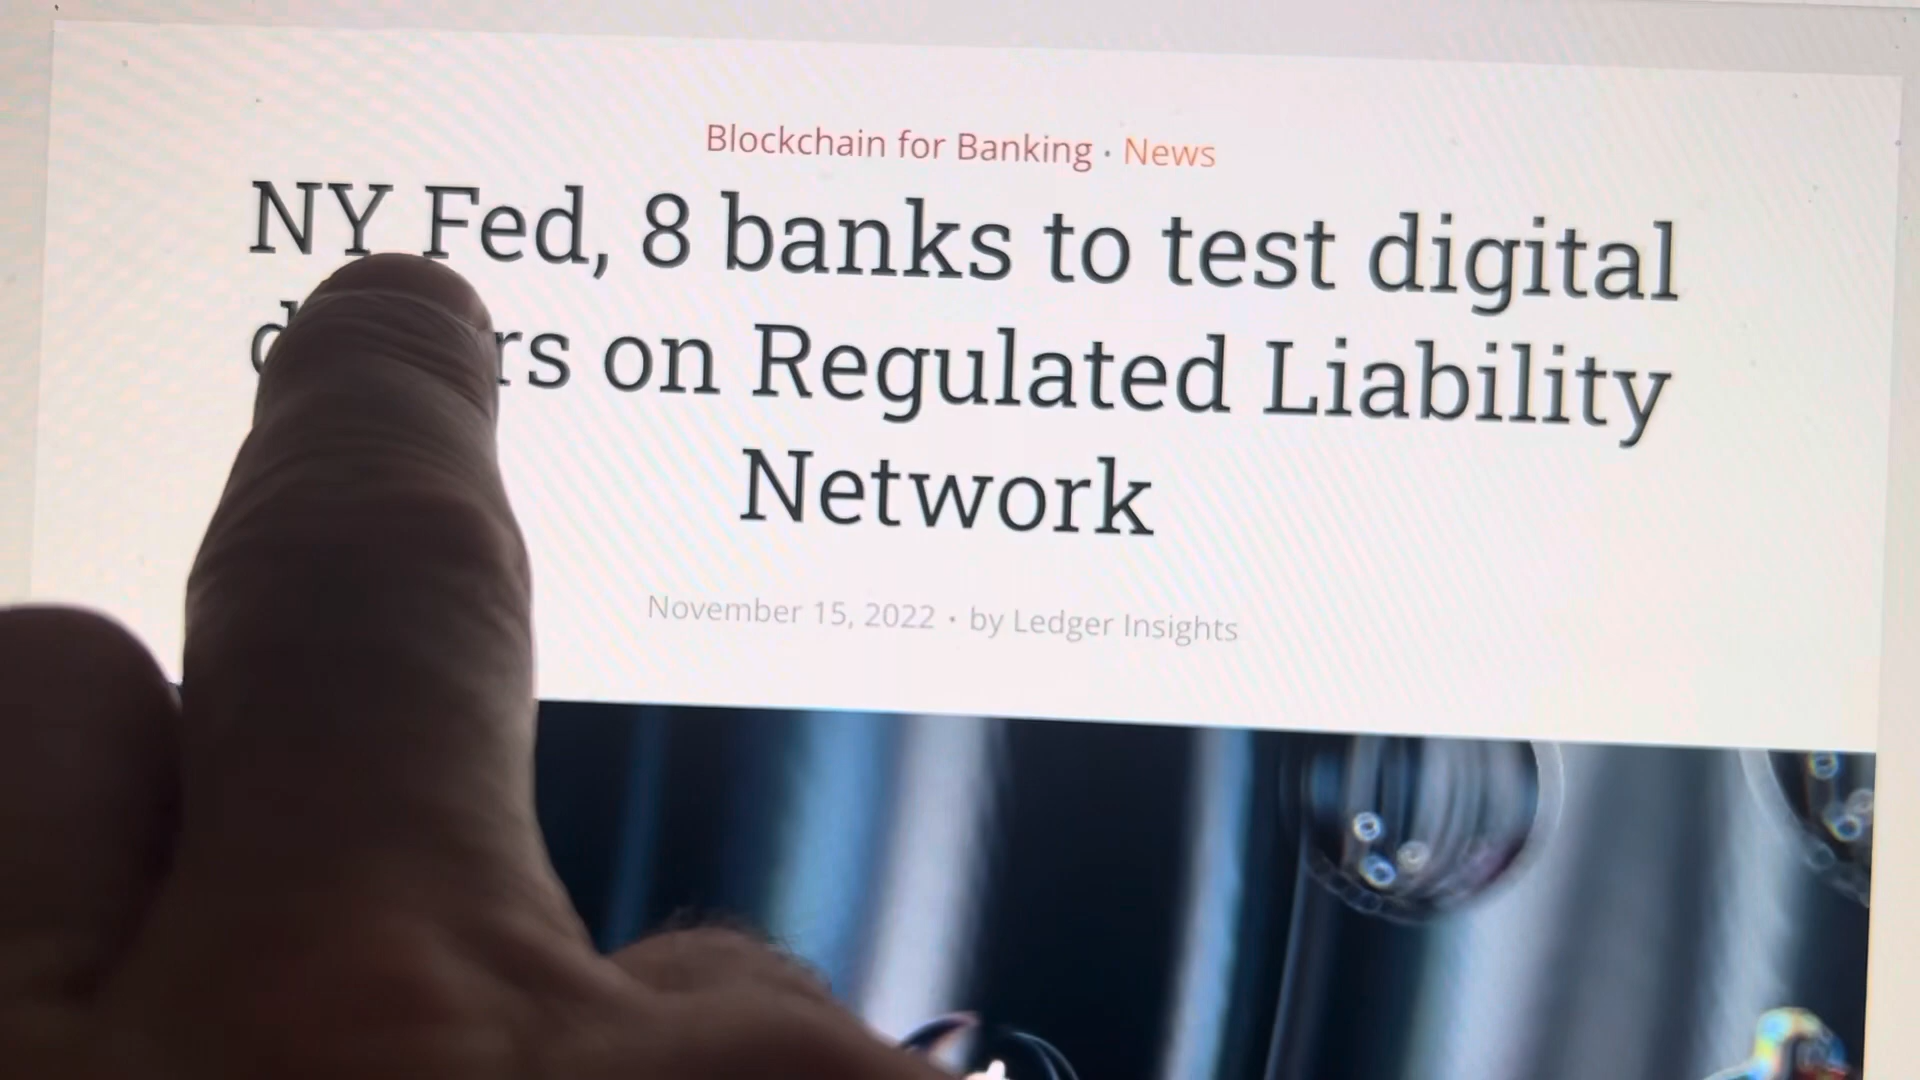 Blockchain for Banking · News
NY Fed, 8 banks to test digital
on Regulated Liability
Network
November 15, 2022 · by Ledger Insights